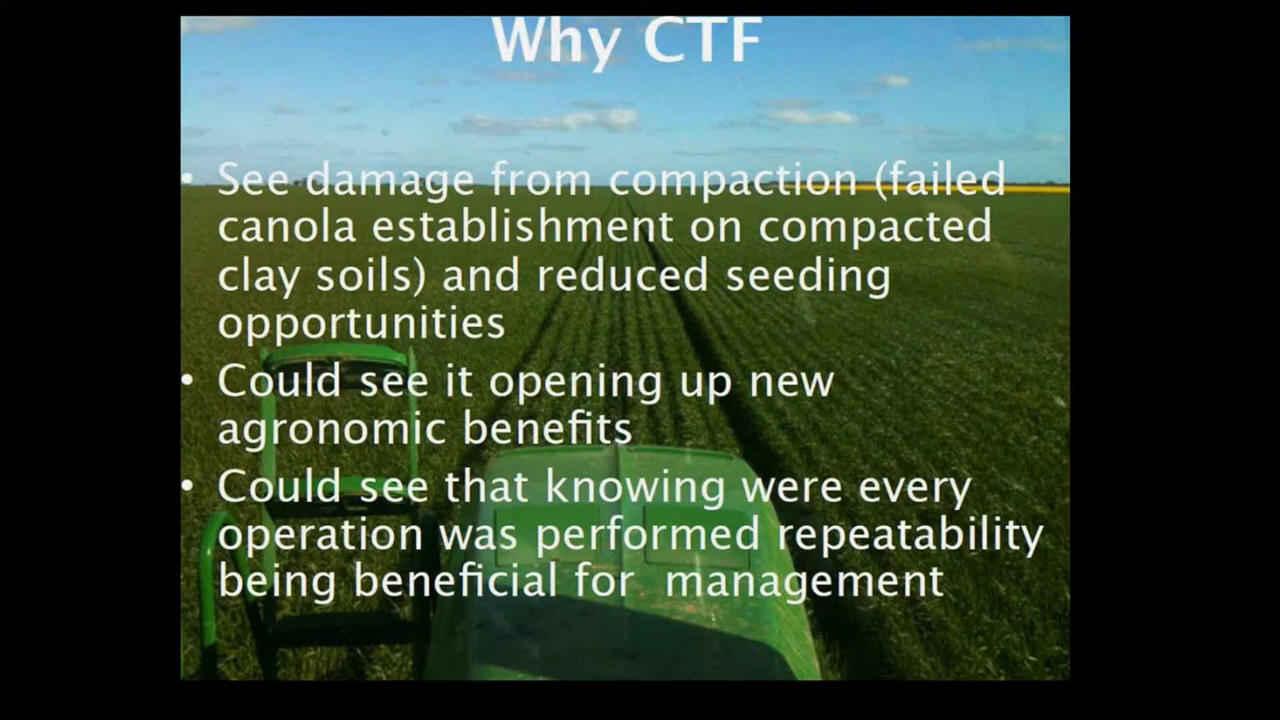 Why CTF
• See damage from compaction (failed
canola establishment on compacted
clay soils) and reduced seeding
opportunities
• Could see it opening up new
agronomic benefits
• Could see that knowing were every
operation was performed repeatability
being beneficial for management